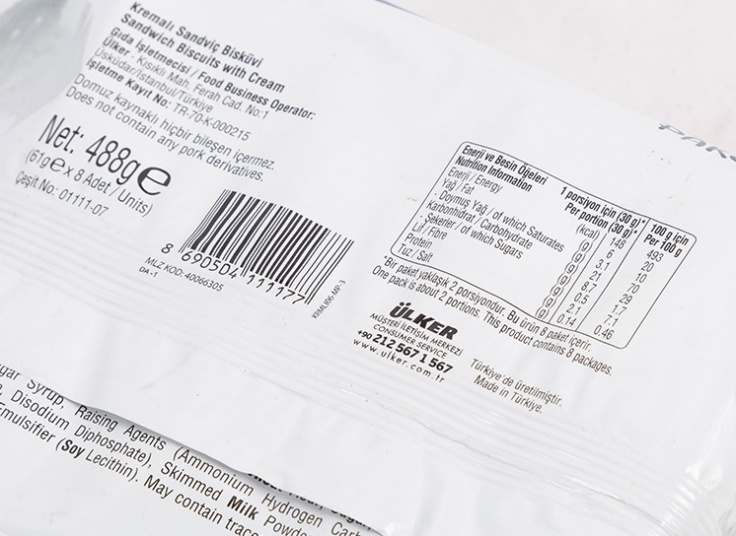 Kremalı Sandviç Bisküvi
Sandwich Biscuits with Cream
Gıda İşletmecisi / Food Business Operator:
Ülker - Kısıklı Mah. Ferah Cad. No:1
Üsküdar/İstanbul/Türkiye
İşletme Kayıt No: TR-70-K-000215
Domuz kaynaklı hiçbir bileşen içermez.
Does not contain any pork derivatives.
Net: 488g e
(61g e x 8 Adet / Units)
Çeşit No: 01111-07
8 690504 111177
MLZ KOD: 40066305
DA-1
Enerji ve Besin Öğeleri 1 porsiyon için (30 g)* 100 g için
Nutrition Information Per portion (30 g)* Per 100 g
Enerji / Energy (kcal) 148 493
Yağ / Fat (g) 6 20
Doymuş Yağ / of which Saturates (g) 3.1 10
Karbonhidrat / Carbohydrate (g) 21 70
Şekerler / of which Sugars (g) 8.7 29
Lif / Fibre (g) 0.5 1.7
Protein (g) 2.1 7.1
Tuz / Salt (g) 0.14 0.46
*Bir paket yaklaşık 2 porsiyondur. Bu ürün 8 paket içerir.
One pack is about 2 portions. This product contains 8 packages.
ÜLKER
MÜŞTERİ İLETİŞİM MERKEZİ
CONSUMER SERVICE
+90 212 567 1 567
www.ulker.com.tr
Türkiye'de üretilmiştir.
Made in Türkiye.
Syrup, Raising Agents (Ammonium Hydrogen
Disodium Diphosphate), Skimmed Milk
Emulsifier (Soy Lecithin). May contain